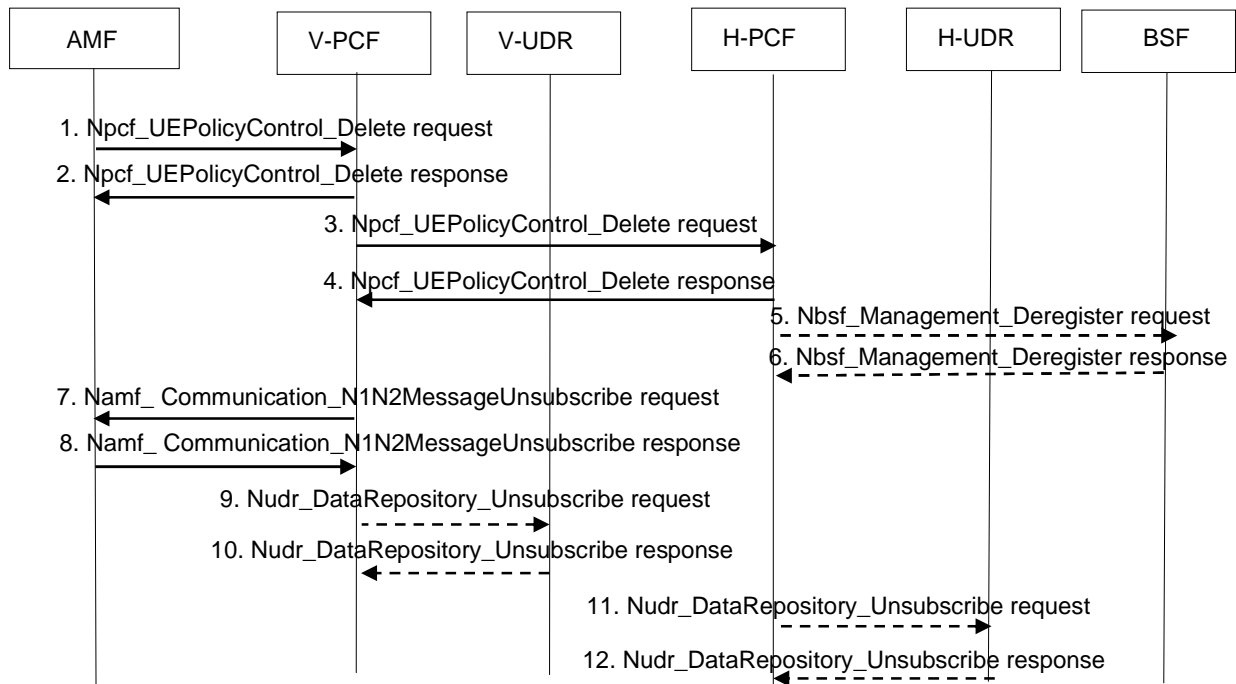 AMF
V-PCF
V-UDR
H-PCF
H-UDR
BSF
1. Npcf_UEPolicyControl_Delete request
2. Npcf_UEPolicyControl_Delete response
3. Npcf_UEPolicyControl_Delete request
4. Npcf_UEPolicyControl_Delete response
5. Nbsf_Management_Deregister request
6. Nbsf_Management_Deregister response
7. Namf_ Communication_N1N2MessageUnsubscribe request
8. Namf_ Communication_N1N2MessageUnsubscribe response
9. Nudr_DataRepository_Unsubscribe request
10. Nudr_DataRepository_Unsubscribe response
11. Nudr_DataRepository_Unsubscribe request
12. Nudr_DataRepository_Unsubscribe response